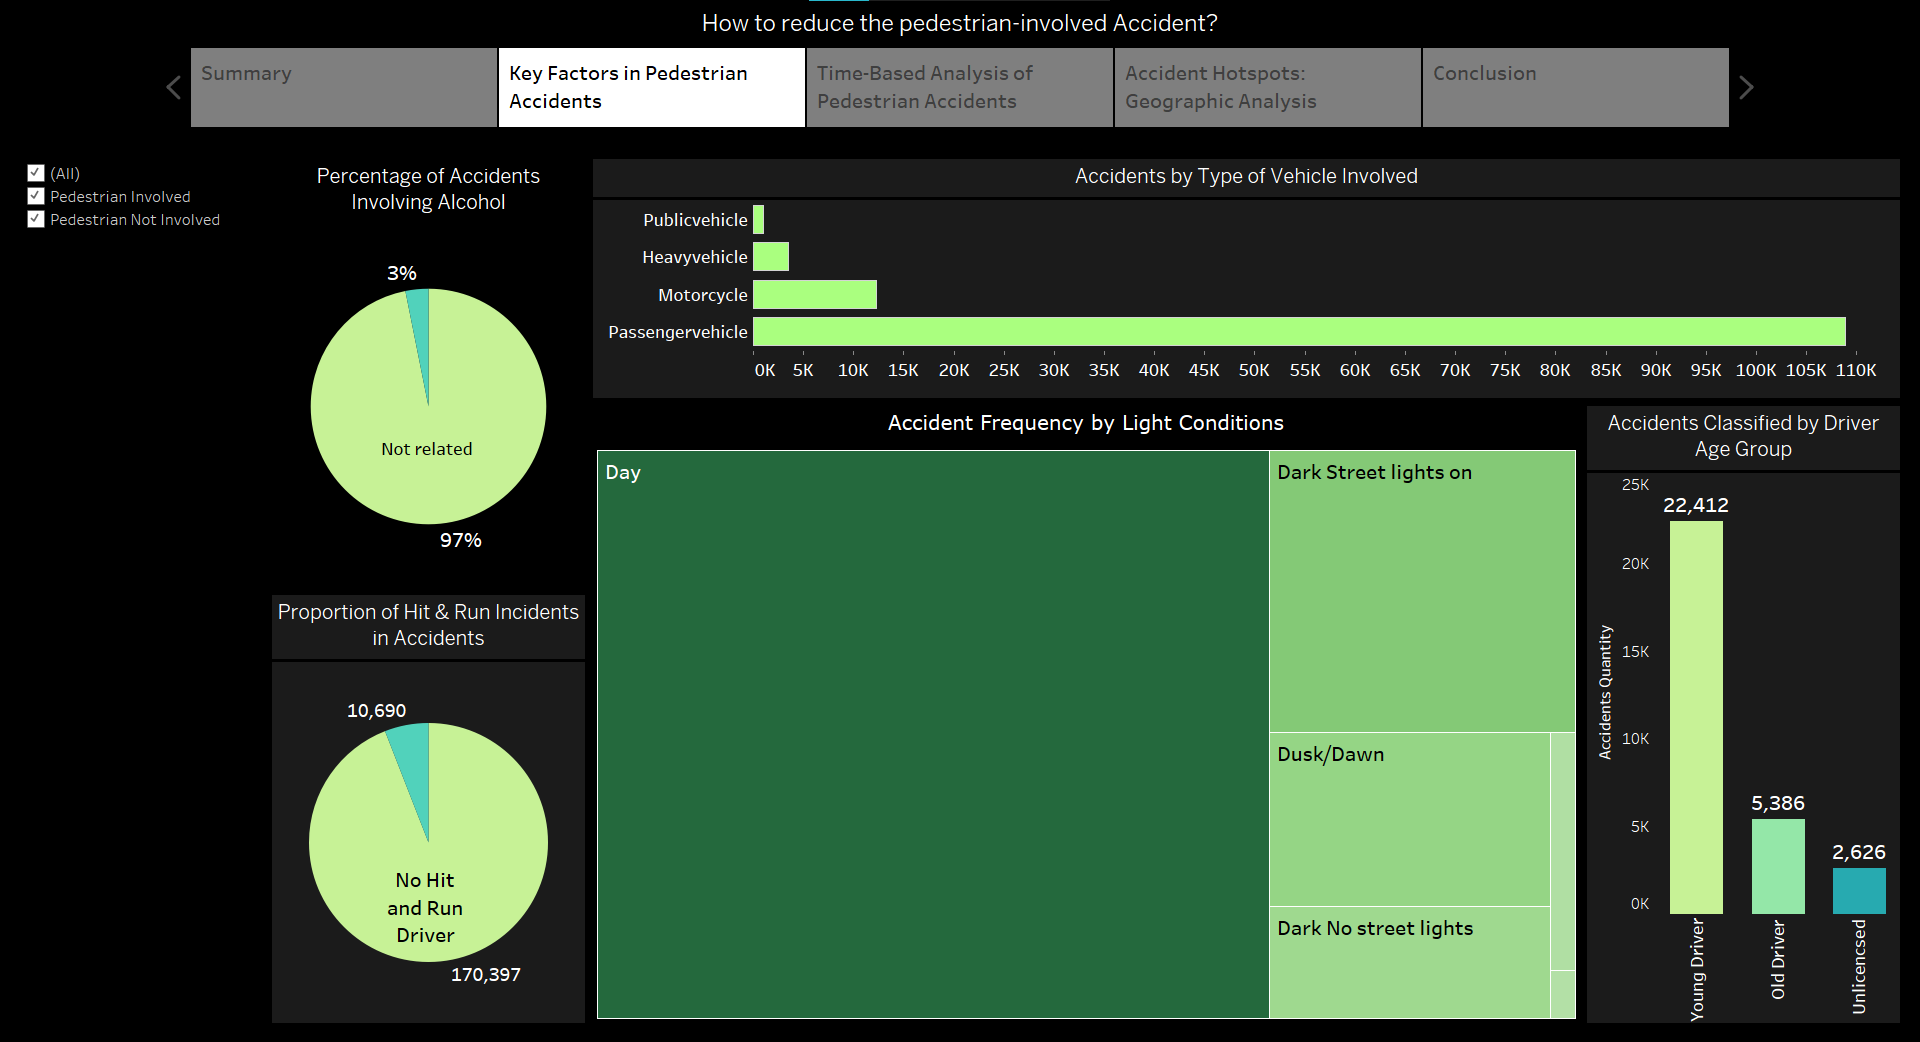 How to reduce the pedestrian-involved Accident?
Summary
Key Factors in Pedestrian
Accidents
Time-Based Analysis of
Pedestrian Accidents
Accident Hotspots:
Geographic Analysis
Conclusion
(All)
Pedestrian Involved
Pedestrian Not Involved
Percentage of Accidents
Involving Alcohol
3%
Not related
97%
Proportion of Hit & Run Incidents
in Accidents
10,690
No Hit
and Run
Driver
170,397
Accidents by Type of Vehicle Involved
Publicvehicle
Heavyvehicle
Motorcycle
Passengervehicle
0K 5K 10K 15K 20K 25K 30K 35K 40K 45K 50K 55K 60K 65K 70K 75K 80K 85K 90K 95K 100K 105K 110K
Accident Frequency by Light Conditions
Day
Dark Street lights on
Dusk/Dawn
Dark No street lights
Accidents Classified by Driver
Age Group
Accidents Quantity
25K
20K
15K
10K
5K
0K
22,412
5,386
2,626
Young Driver
Old Driver
Unlicencsed